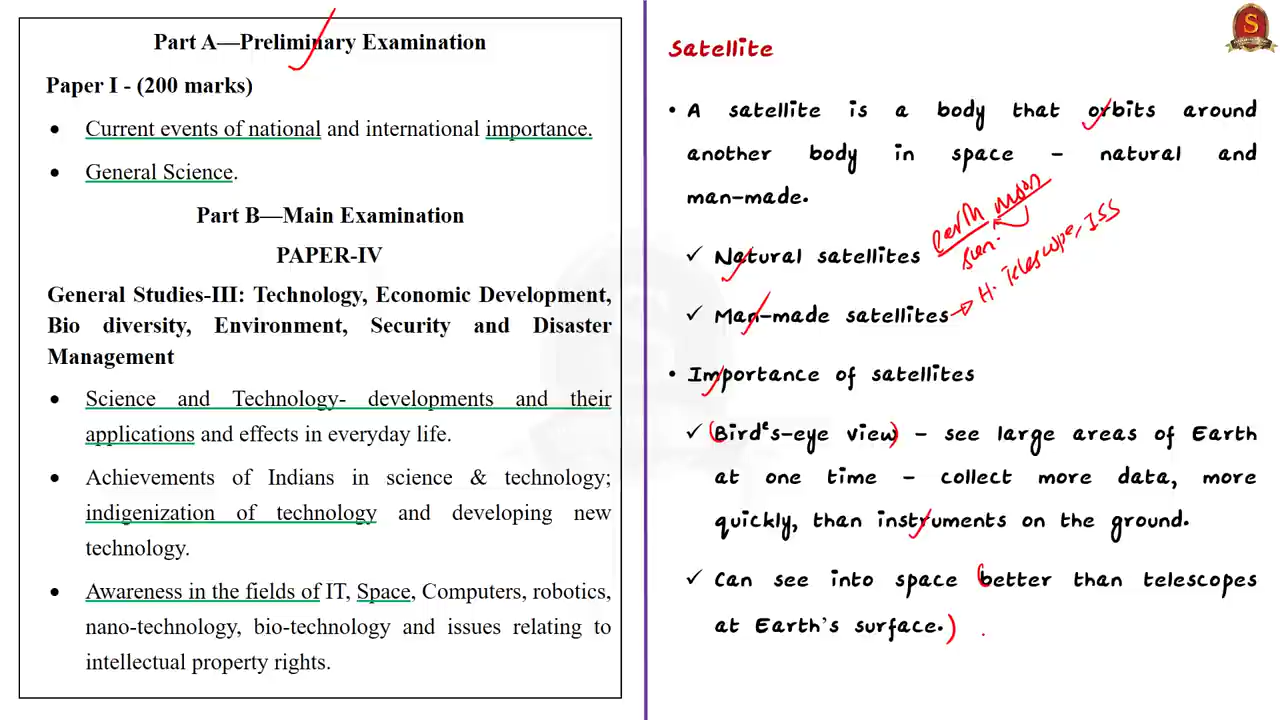 Part A—Preliminary Examination
Paper I - (200 marks)
• Current events of national and international importance.
• General Science.
Part B—Main Examination
PAPER-IV
General Studies-III: Technology, Economic Development,
Bio diversity, Environment, Security and Disaster
Management
• Science and Technology- developments and their
applications and effects in everyday life.
• Achievements of Indians in science & technology;
indigenization of technology and developing new
technology.
• Awareness in the fields of IT, Space, Computers, robotics,
nano-technology, bio-technology and issues relating to
intellectual property rights.
Satellite
• A satellite is a body that orbits around
another body in space – natural and
man-made.
✓ Natural satellites
earth moon
sun.
✓ Man-made satellites
H. Telescope, ISS
• Importance of satellites
✓ (Bird's-eye view) – see large areas of Earth
at one time – collect more data, more
quickly, than instruments on the ground.
✓ Can see into space (better than telescopes
at Earth's surface.)
S